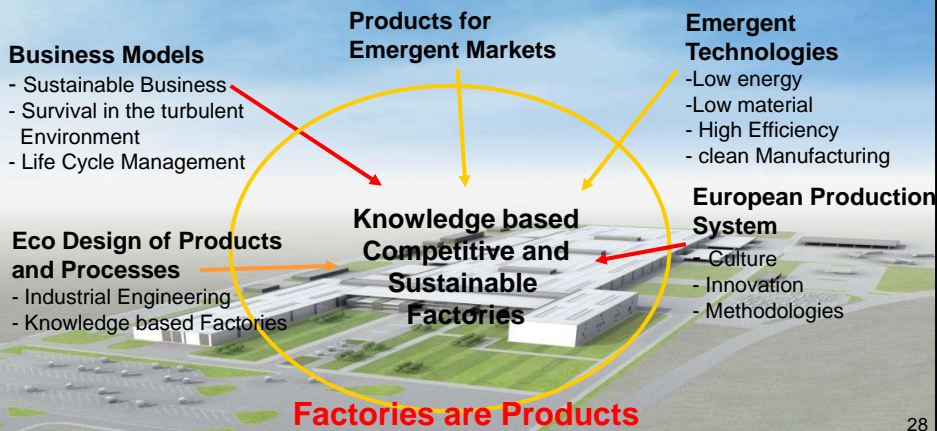 Business Models
- Sustainable Business
- Survival in the turbulent
Environment
- Life Cycle Management
Products for
Emergent Markets
Emergent
Technologies
-Low energy
-Low material
- High Efficiency
- clean Manufacturing
Eco Design of Products
and Processes
- Industrial Engineering
- Knowledge based Factories
Knowledge based
Competitive and
Sustainable
Factories
European Production
System
- Culture
- Innovation
- Methodologies
Factories are Products
28